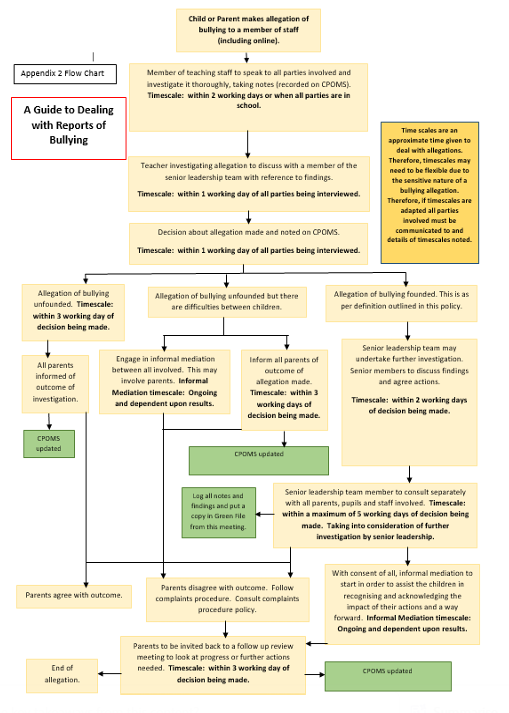 Child or Parent makes allegation of
bullying to a member of staff
(including online).
Appendix 2 Flow Chart
A Guide to Dealing
with Reports of
Bullying
Member of teaching staff to speak to all parties involved and
investigate it thoroughly, taking notes (recorded on CPOMS).
Timescale:  within 2 working days or when all parties are in
school.
Time scales are an
approximate time given to
deal with allegations.
Therefore, timescales may
need to be flexible due to
the sensitive nature of a
bullying allegation.
Therefore, if timescales are
adapted all parties
involved must be
communicated to and
details of timescales noted.
Teacher investigating allegation to discuss with a member of the
senior leadership team with reference to findings.
Timescale:  within 1 working day of all parties being interviewed.
Decision about allegation made and noted on CPOMS.
Timescale:  within 1 working day of all parties being interviewed.
Allegation of bullying
unfounded.  Timescale:
within 3 working day of
decision being made.
Allegation of bullying unfounded but there
are difficulties between children.
Allegation of bullying founded. This is as
per definition outlined in this policy.
All parents
informed of
outcome of
investigation.
Engage in informal mediation
between all involved.  This may
involve parents.  Informal
Mediation timescale: Ongoing
and dependent upon results.
Inform all parents of
outcome of
allegation made.
Timescale: within 3
working days of
decision being made.
Senior leadership team may
undertake further investigation.
Senior members to discuss findings
and agree actions.
Timescale:  within 2 working days
of decision being made.
CPOMS
updated
CPOMS updated
Log all notes and
findings and put a
copy in Green File
from this meeting.
Senior leadership team member to consult separately
with all parents, pupils and staff involved.  Timescale:
within a maximum of 5 working days of decision being
made.  Taking into consideration of further
investigation by senior leadership.
Parents agree with outcome.
Parents disagree with outcome.  Follow
complaints procedure.  Consult complaints
procedure policy.
With consent of all, informal mediation to
start in order to assist the children in
recognising and acknowledging the
impact of their actions and a way
forward.  Informal Mediation timescale:
Ongoing and dependent upon results.
Parents to be invited back to a follow up review
meeting to look at progress or further actions
needed.  Timescale:  within 3 working day of
decision being made.
End of
allegation.
CPOMS updated